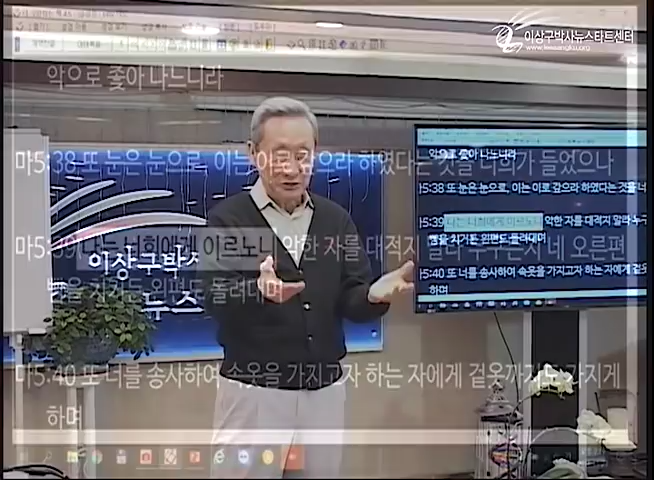 이상구박사뉴스타트센터
www.leesangku.org
악으로 좇아 나느니라
마5:38 또 눈은 눈으로, 이는 이로 갚으라 하였다는 것을 너희가 들었으나
마5:39 나는 너희에게 이르노니 악한 자를 대적지 말라 누구든지 네 오른편
뺨을 치거든 왼편도 돌려대며
마5:40 또 너를 송사하여 속옷을 가지고자 하는 자에게 겉옷까지도 가지게
하며
이상구박사
뉴스
악으로 좇아 나느니라
5:38 또 눈은 눈으로, 이는 이로 갚으라 하였다는 것을 너
5:39 나는 너희에게 이르노니 악한 자를 대적지 말라 누구
뺨을 치거든 왼편도 돌려대며
5:40 또 너를 송사하여 속옷을 가지고자 하는 자에게 겉옷
하며